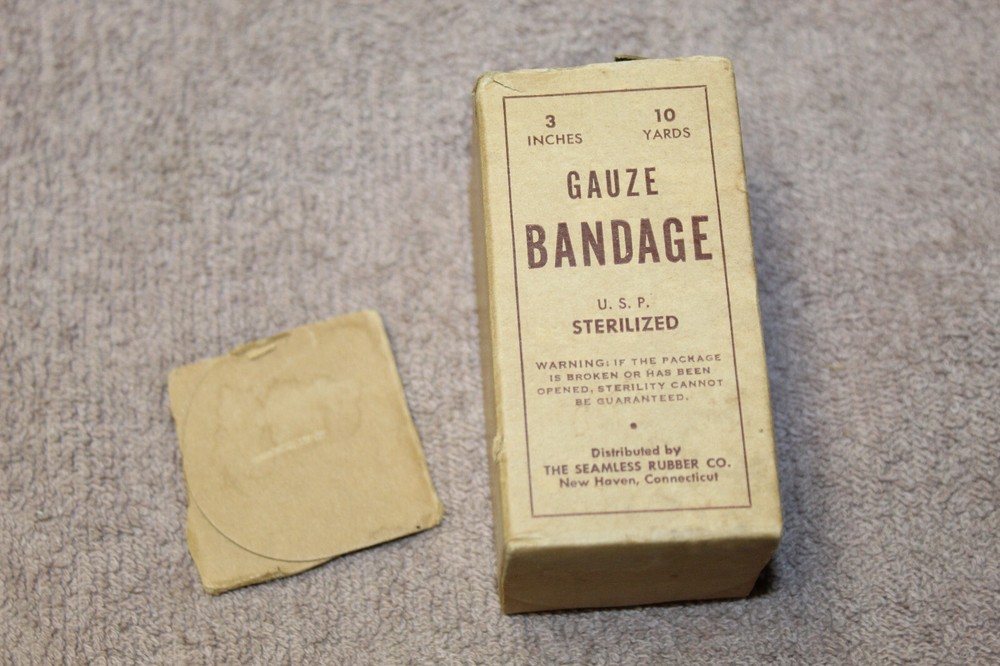 3 10
INCHES YARDS
GAUZE
BANDAGE
U. S. P.
STERILIZED
WARNING: IF THE PACKAGE
IS BROKEN OR HAS BEEN
OPENED, STERILITY CANNOT
BE GUARANTEED.
•
Distributed by
THE SEAMLESS RUBBER CO.
New Haven, Connecticut